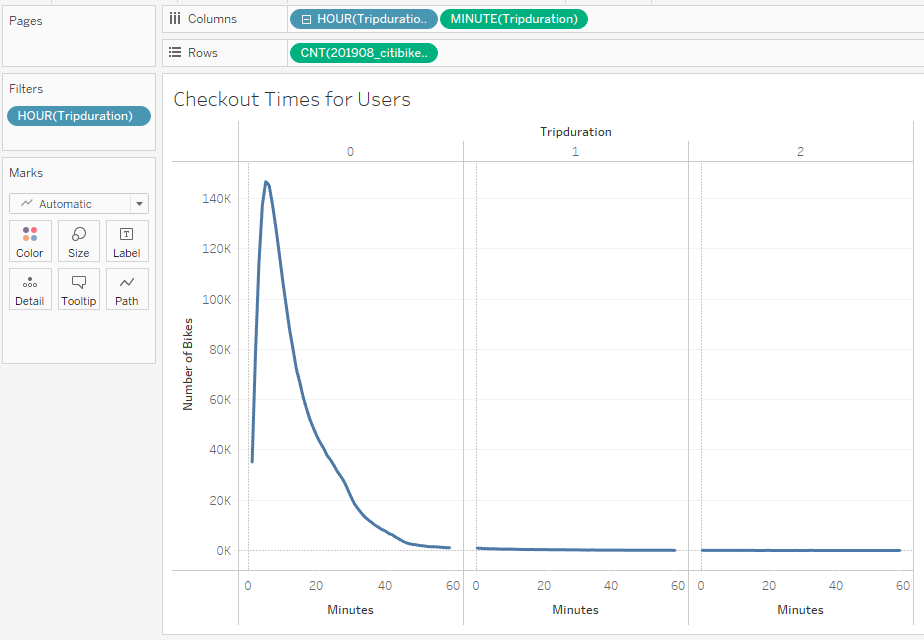 Pages
Columns
HOUR(Tripduratio..
MINUTE(Tripduration)
Rows
CNT(201908_citibike..
Filters
HOUR(Tripduration)
Marks
Automatic
Color
Size
Label
Detail
Tooltip
Path
Checkout Times for Users
Tripduration
0
1
2
Number of Bikes
140K
120K
100K
80K
60K
40K
20K
0K
0 20 40 60
0 20 40 60
0 20 40 60
Minutes
Minutes
Minutes